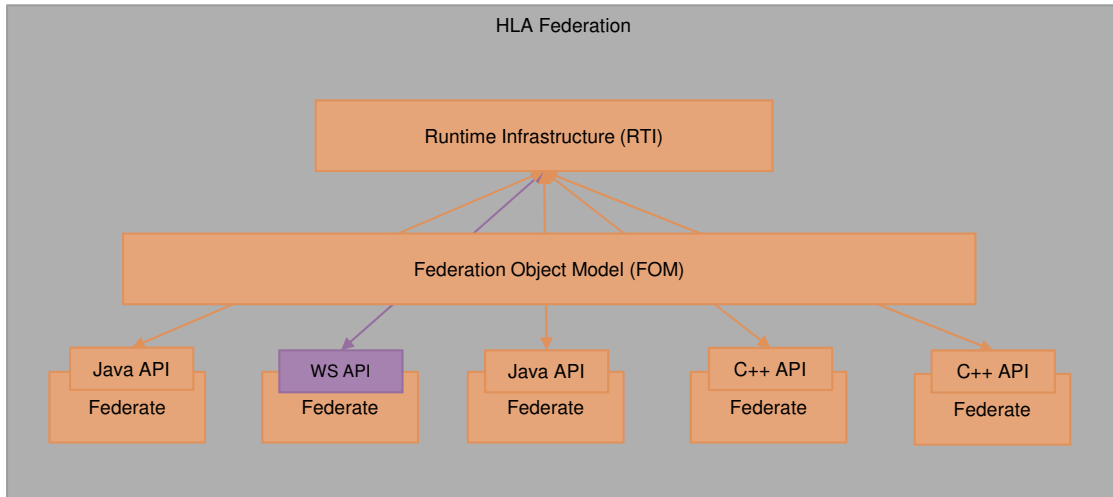 HLA Federation
Runtime Infrastructure (RTI)
Federation Object Model (FOM)
Java API
Federate
WS API
Federate
Java API
Federate
C++ API
Federate
C++ API
Federate